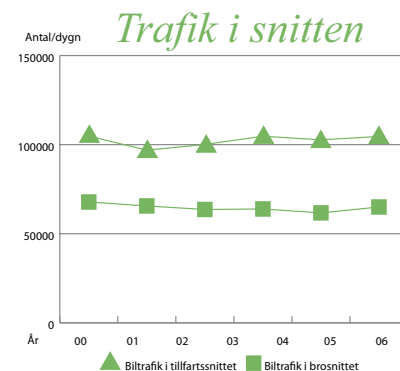 Trafik i snitten
Antal/dygn
150000
100000
50000
0
År 00 01 02 03 04 05 06
Biltrafik i tillfartssnittet Biltrafik i brosnittet